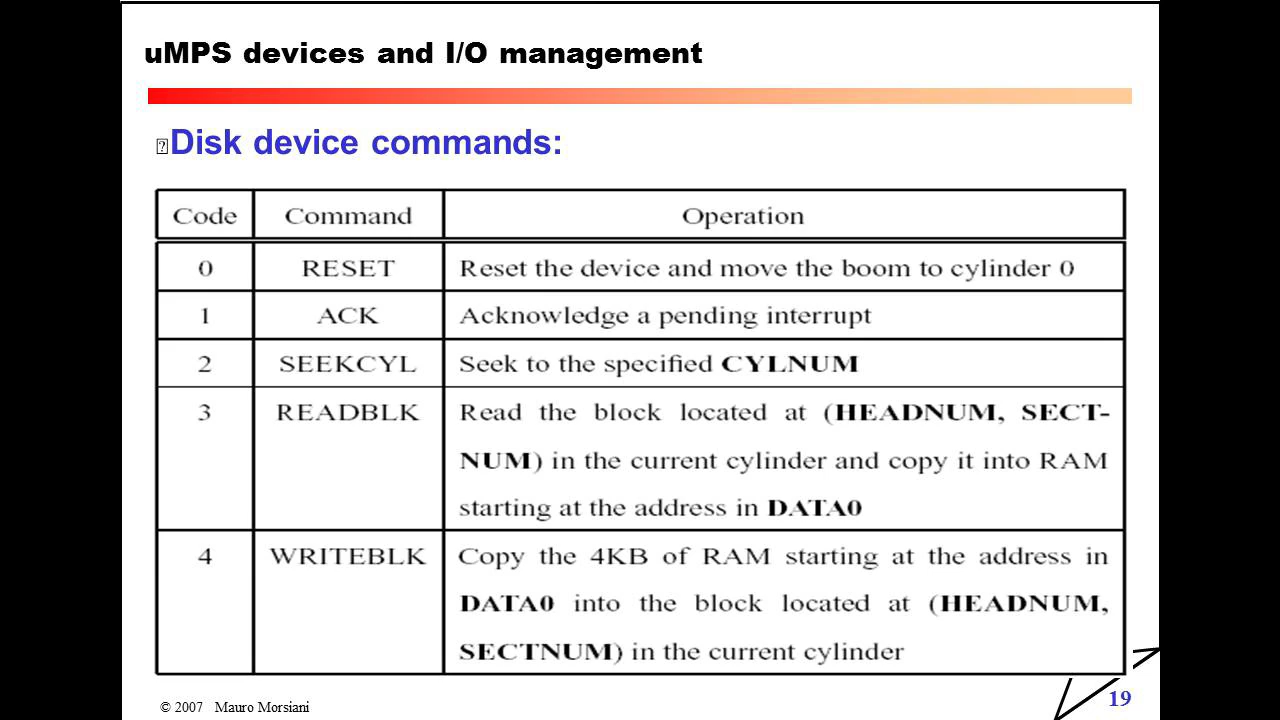 uMPS devices and I/O management
Disk device commands:
Code Command Operation
0 RESET Reset the device and move the boom to cylinder 0
1 ACK Acknowledge a pending interrupt
2 SEEKCYL Seek to the specified CYLNUM
3 READBLK Read the block located at (HEADNUM, SECT-
NUM) in the current cylinder and copy it into RAM
starting at the address in DATA0
4 WRITEBLK Copy the 4KB of RAM starting at the address in
DATA0 into the block located at (HEADNUM,
SECTNUM) in the current cylinder
© 2007 Mauro Morsiani
19